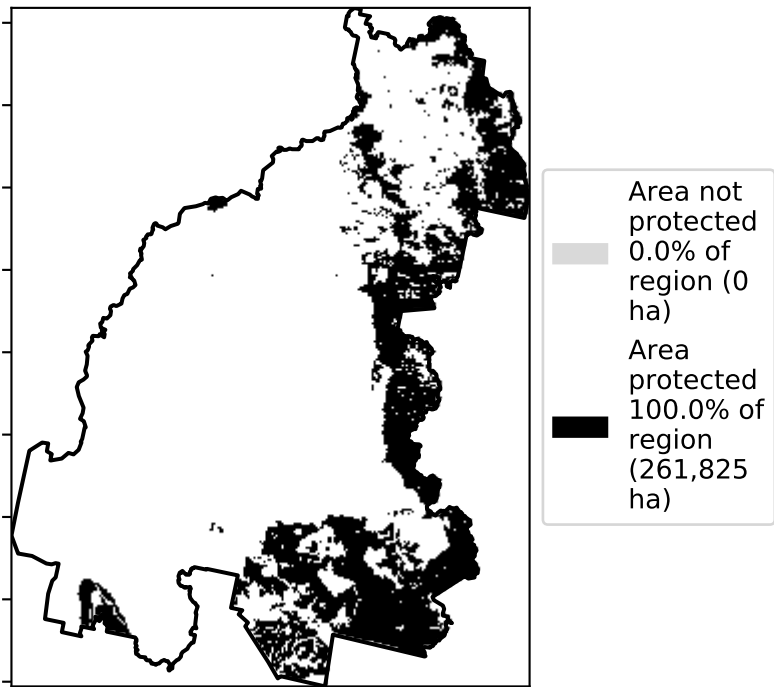 Area not
protected
0.0% of
region (0
ha)
Area
protected
100.0% of
region
(261,825
ha)